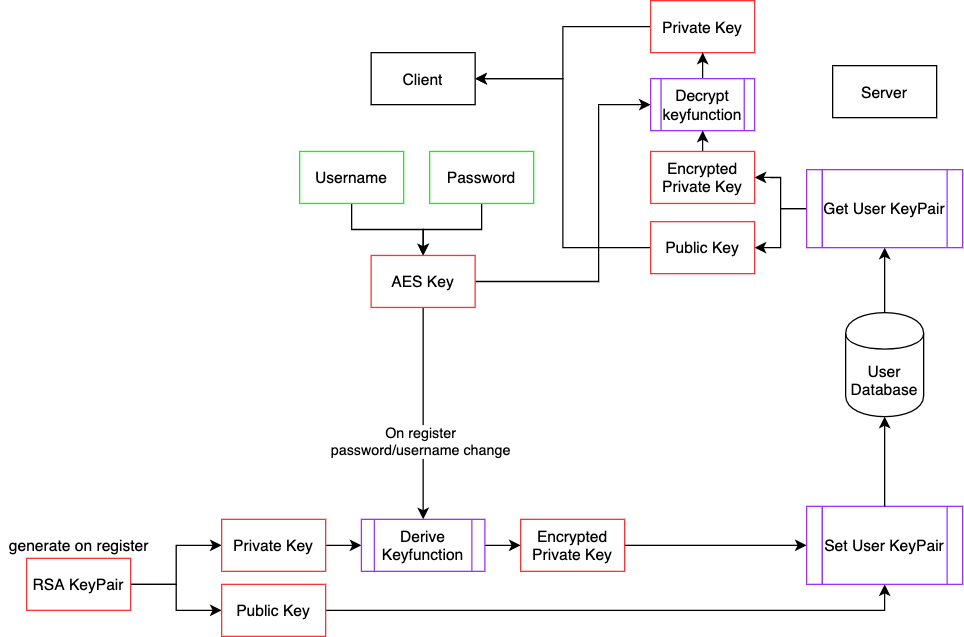 Private Key
Client
Decrypt
keyfunction
Server
Username
Password
Encrypted
Private Key
Get User KeyPair
Public Key
AES Key
User
Database
On register
password/username change
generate on register
RSA KeyPair
Private Key
Derive
Keyfunction
Encrypted
Private Key
Set User KeyPair
Public Key